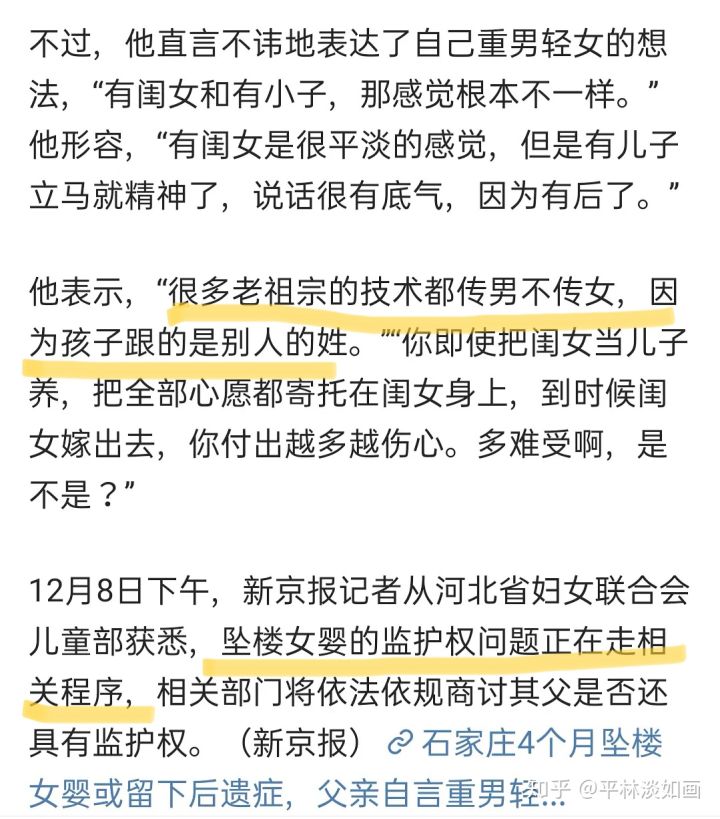 不过，他直言不讳地表达了自己重男轻女的想
法，“有闺女和有小子，那感觉根本不一样。”
他形容，“有闺女是很平淡的感觉，但是有儿子
立马就精神了，说话很有底气，因为有后了。”
他表示，“很多老祖宗的技术都传男不传女，因
为孩子跟的是别人的姓。”“你即使把闺女当儿子
养，把全部心愿都寄托在闺女身上，到时候闺
女嫁出去，你付出越多越伤心。多难受啊，是
不是？”
12月8日下午，新京报记者从河北省妇女联合会
儿童部获悉，坠楼女婴的监护权问题正在走相
关程序，相关部门将依法依规商讨其父是否还
具有监护权。（新京报）石家庄4个月坠楼
女婴或留下后遗症，父亲自言重男轻...
知乎 @平林淡如画